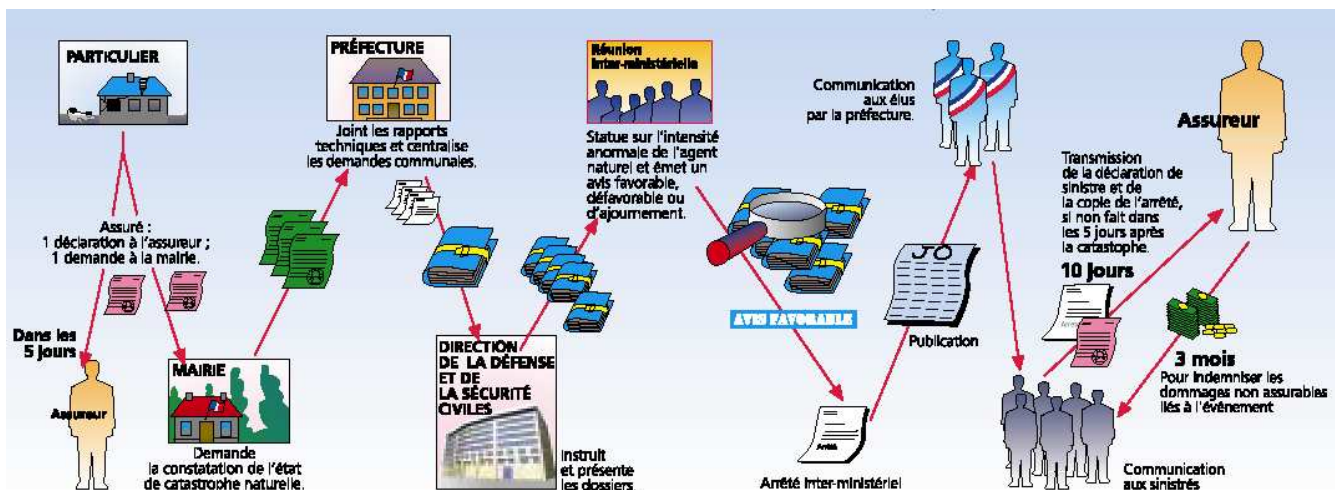 PARTICULIER
Assuré :
1 déclaration à l'assureur ;
1 demande à la mairie.
Dans les
5 jours
Assureur
MAIRIE
Demande
la constatation de l'état
de catastrophe naturelle.
PRÉFECTURE
Joint les rapports
techniques et centralise
les demandes communales.
DIRECTION
DE LA DÉFENSE
ET DE
LA SÉCURITÉ
CIVILES
Instruit
et présente
les dossiers
Réunion
Inter-ministérielle
Statue sur l'intensité
anormale de l'agent
naturel et émet un
avis favorable,
défavorable ou
d'ajournement.
AVIS FAVORABLE
Arrêté
Arrêté Inter-ministériel
JO
Publication
Communication
aux élus
par la préfecture.
Assureur
Transmission
de la déclaration de
sinistre et de
la copie de l'arrêté,
si non fait dans
les 5 jours après
la catastrophe.
10 jours
Arrêté
3 mois
Pour indemniser les
dommages non assurables
liés à l'événement
Communication
aux sinistrés